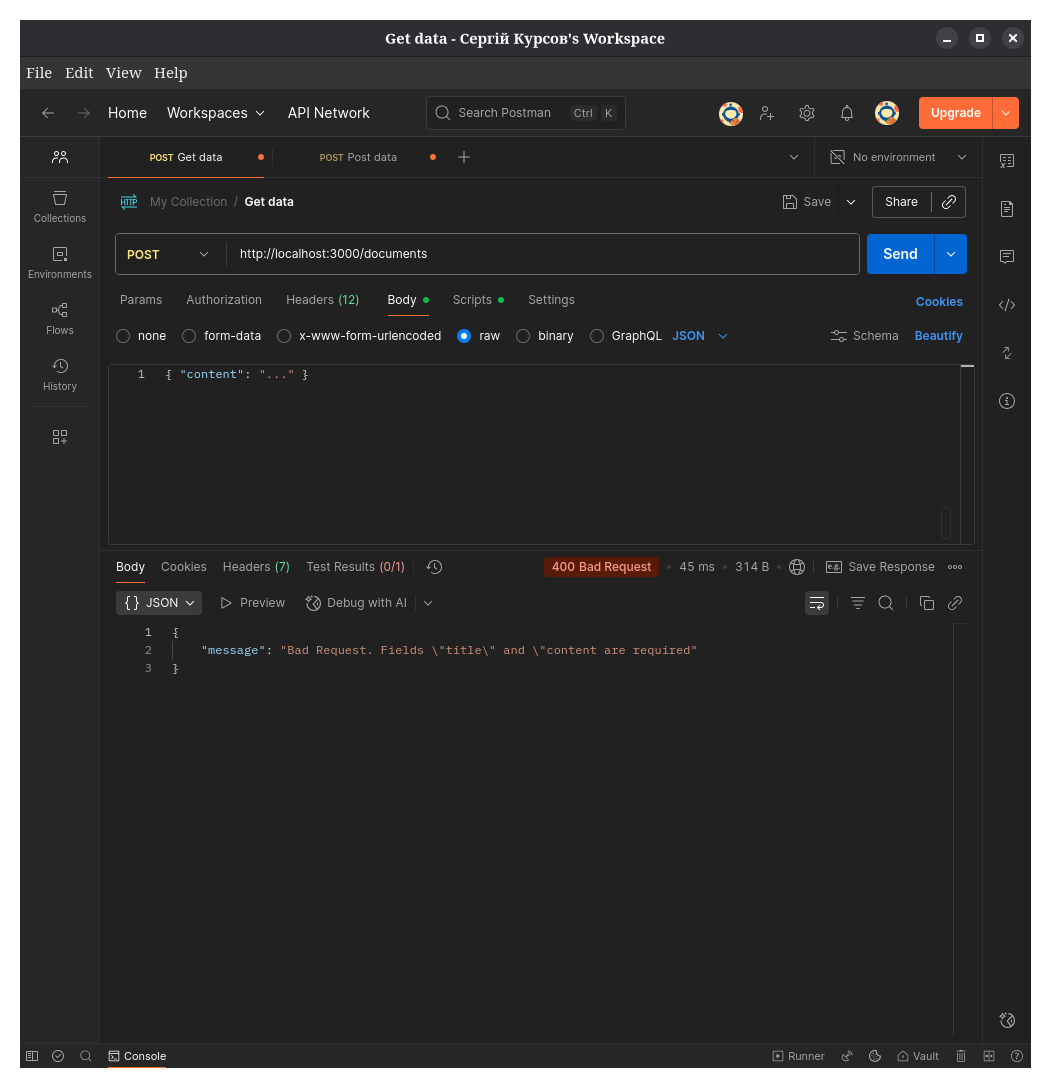 Get data - Сергій Курсов's Workspace
File Edit View Help
Home Workspaces API Network Search Postman Ctrl K Upgrade
POST Get data POST Post data No environment
My Collection / Get data Save Share
POST http://localhost:3000/documents Send
Params Authorization Headers (12) Body Scripts Settings Cookies
none form-data x-www-form-urlencoded raw binary GraphQL JSON Schema Beautify
Collections
Environments
Flows
History
1 { "content": "..." }
Body Cookies Headers (7) Test Results (0/1) 400 Bad Request • 45 ms • 314 B e.g. Save Response
{} JSON Preview Debug with AI
1 {
2 "message": "Bad Request. Fields \"title\" and \"content are required"
3 }
Console Runner Vault